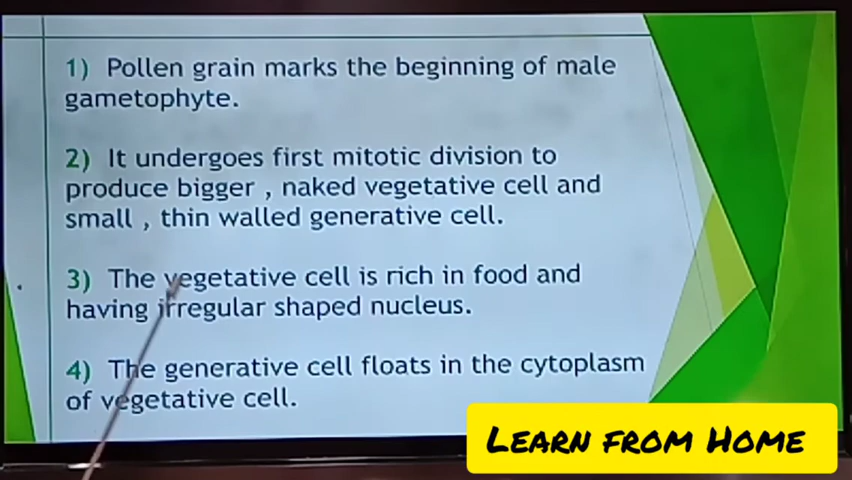 1) Pollen grain marks the beginning of male
gametophyte.
2) It undergoes first mitotic division to
produce bigger , naked vegetative cell and
small , thin walled generative cell.
3) The vegetative cell is rich in food and
having irregular shaped nucleus.
4) The generative cell floats in the cytoplasm
of vegetative cell.
LEARN FROM HOME